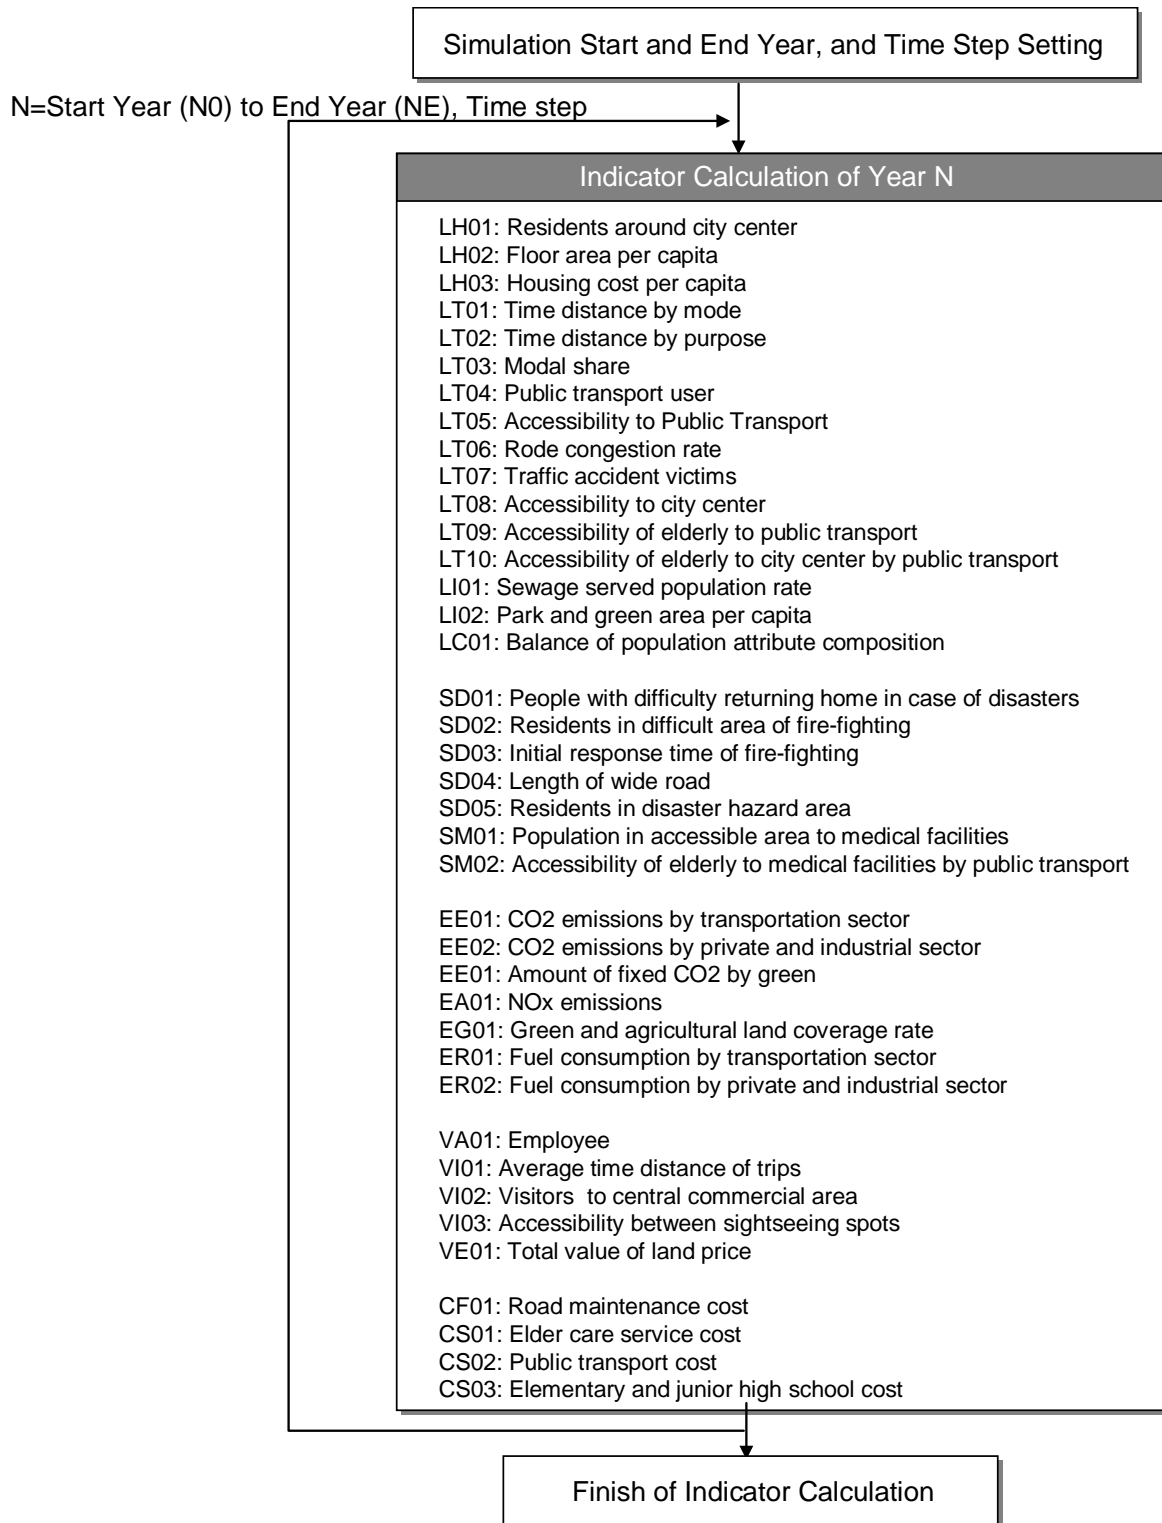 Simulation Start and End Year, and Time Step Setting
N=Start Year (N0) to End Year (NE), Time step
Indicator Calculation of Year N
LH01: Residents around city center
LH02: Floor area per capita
LH03: Housing cost per capita
LT01: Time distance by mode
LT02: Time distance by purpose
LT03: Modal share
LT04: Public transport user
LT05: Accessibility to Public Transport
LT06: Rode congestion rate
LT07: Traffic accident victims
LT08: Accessibility to city center
LT09: Accessibility of elderly to public transport
LT10: Accessibility of elderly to city center by public transport
LI01: Sewage served population rate
LI02: Park and green area per capita
LC01: Balance of population attribute composition
SD01: People with difficulty returning home in case of disasters
SD02: Residents in difficult area of fire-fighting
SD03: Initial response time of fire-fighting
SD04: Length of wide road
SD05: Residents in disaster hazard area
SM01: Population in accessible area to medical facilities
SM02: Accessibility of elderly to medical facilities by public transport
EE01: CO2 emissions by transportation sector
EE02: CO2 emissions by private and industrial sector
EE01: Amount of fixed CO2 by green
EA01: NOx emissions
EG01: Green and agricultural land coverage rate
ER01: Fuel consumption by transportation sector
ER02: Fuel consumption by private and industrial sector
VA01: Employee
VI01: Average time distance of trips
VI02: Visitors  to central commercial area
VI03: Accessibility between sightseeing spots
VE01: Total value of land price
CF01: Road maintenance cost
CS01: Elder care service cost
CS02: Public transport cost
CS03: Elementary and junior high school cost
Finish of Indicator Calculation